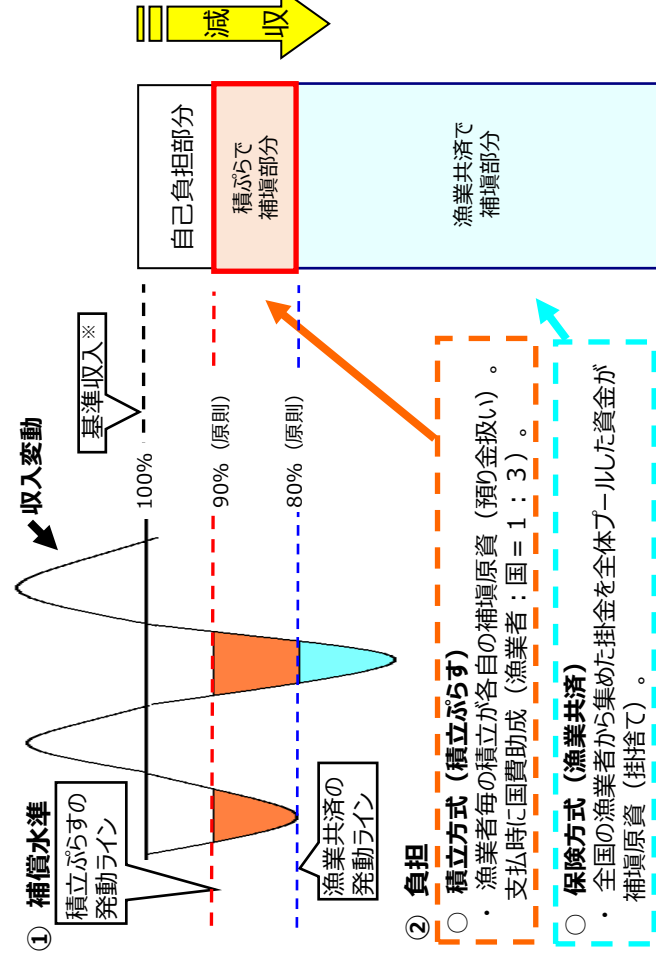 ① 補償水準
積立ぷらすの
発動ライン
漁業共済の
発動ライン
収入変動
基準収入※
100%
90%（原則）
80%（原則）
自己負担部分
積ぷらで
補塡部分
漁業共済で
補塡部分
減収
② 負担
○ 積立方式（積立ぷらす）
・ 漁業者毎の積立が各自の補塡原資（預り金扱い）。
支払時に国費助成（漁業者：国＝１：３）。
○ 保険方式（漁業共済）
・ 全国の漁業者から集めた掛金を全体プールした資金が
補塡原資（掛捨て）。